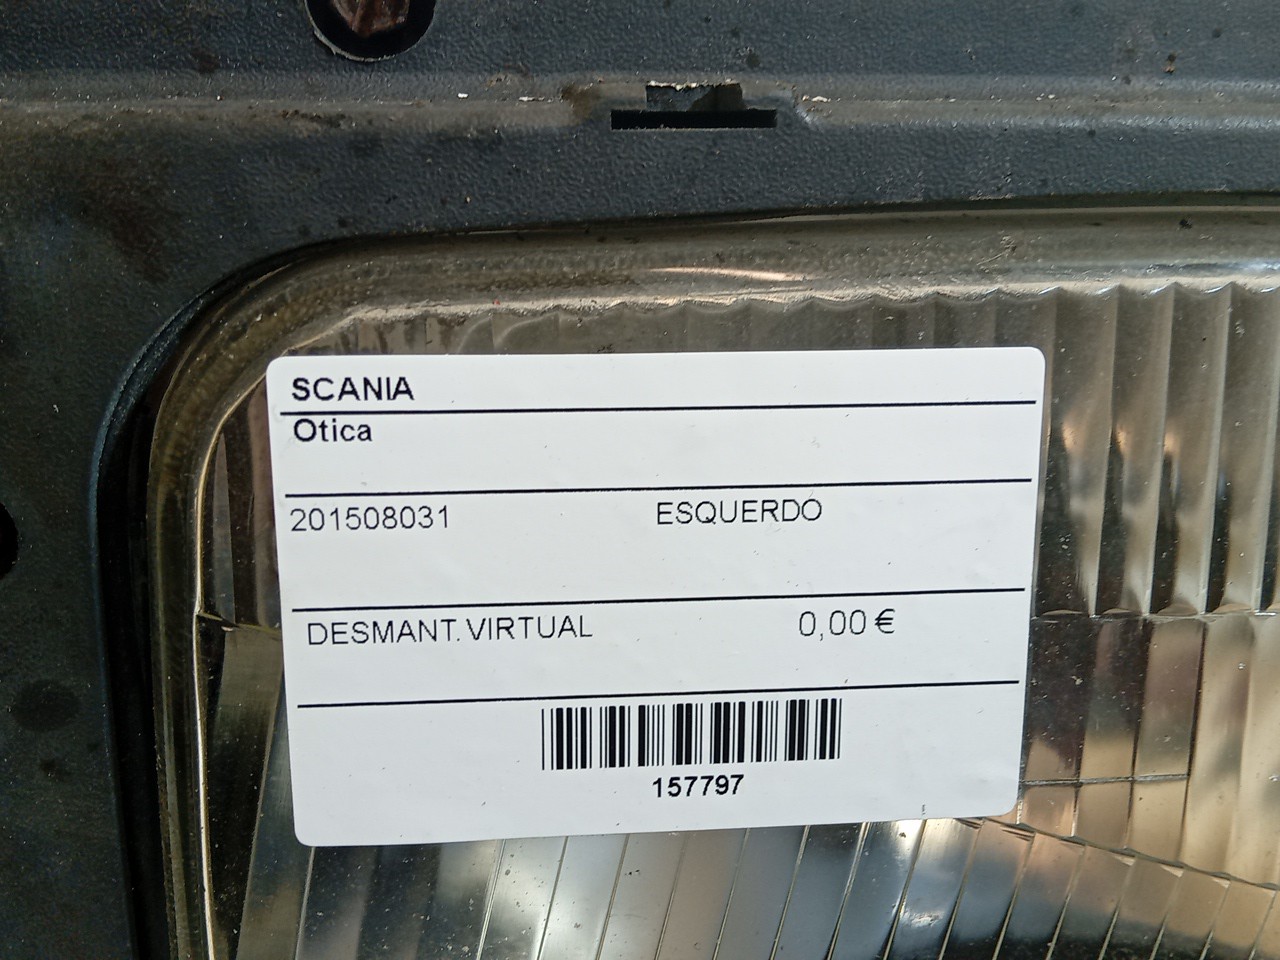 SCANIA
Otica
201508031 ESQUERDO
DESMANT. VIRTUAL 0,00 €
157797